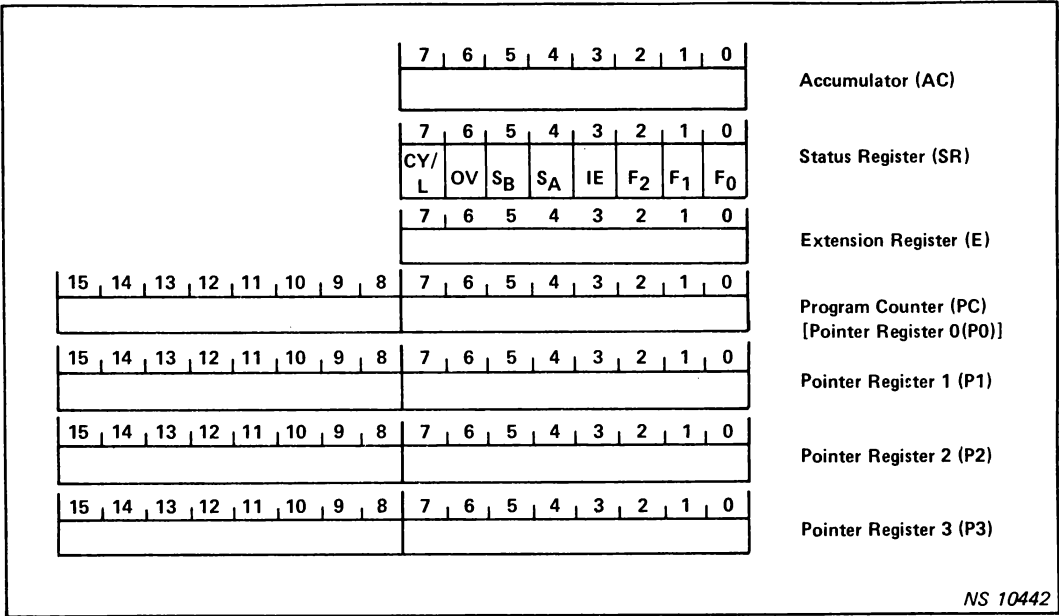 7 6 5 4 3 2 1 0
Accumulator (AC)
7 6 5 4 3 2 1 0
CY/L OV S_B S_A IE F_2 F_1 F_0
Status Register (SR)
7 6 5 4 3 2 1 0
Extension Register (E)
15 14 13 12 11 10 9 8 7 6 5 4 3 2 1 0
Program Counter (PC)
[Pointer Register 0(P0)]
15 14 13 12 11 10 9 8 7 6 5 4 3 2 1 0
Pointer Register 1 (P1)
15 14 13 12 11 10 9 8 7 6 5 4 3 2 1 0
Pointer Register 2 (P2)
15 14 13 12 11 10 9 8 7 6 5 4 3 2 1 0
Pointer Register 3 (P3)
NS 10442